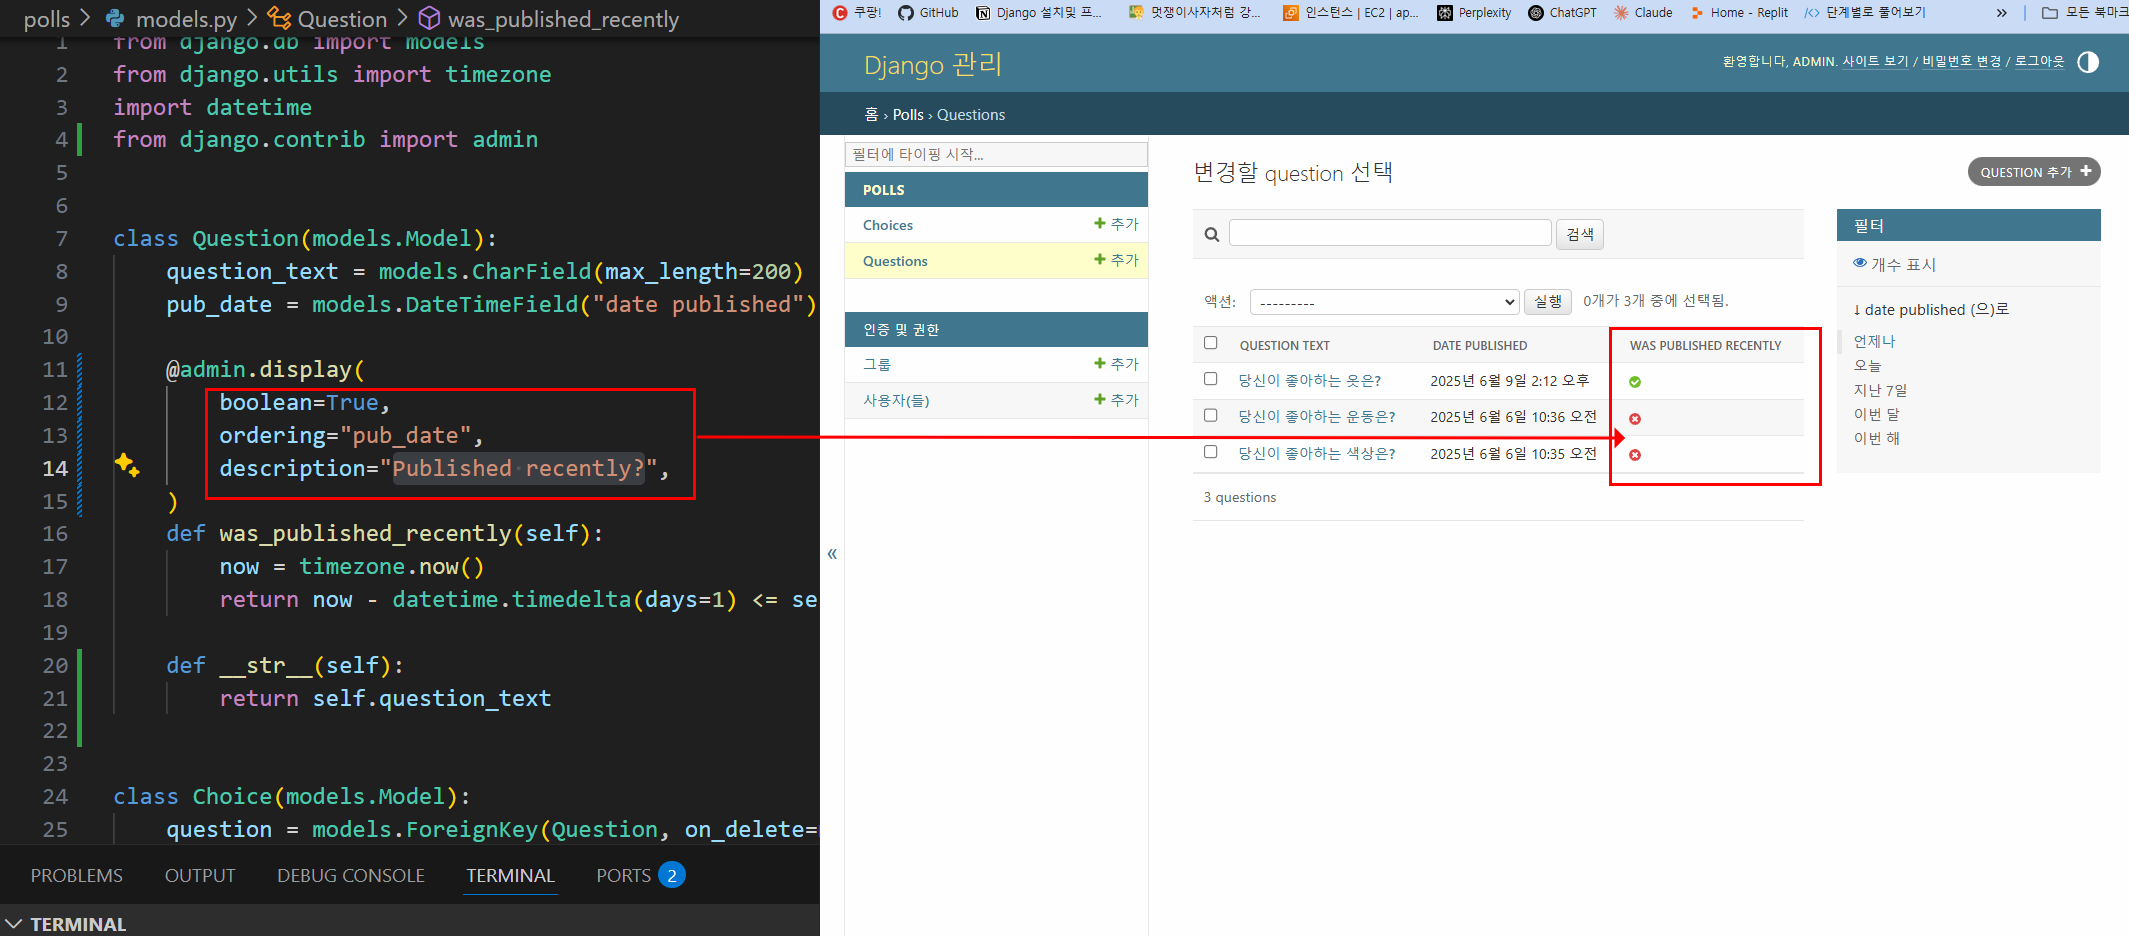 polls > models.py > Question > was_published_recently
1 from django.db import models
2 from django.utils import timezone
3 import datetime
4 from django.contrib import admin
5
6
7 class Question(models.Model):
8 question_text = models.CharField(max_length=200)
9 pub_date = models.DateTimeField("date published")
10
11 @admin.display(
12 boolean=True,
13 ordering="pub_date",
14 description="Published recently?",
15 )
16 def was_published_recently(self):
17 now = timezone.now()
18 return now - datetime.timedelta(days=1) <= se
19
20 def __str__(self):
21 return self.question_text
22
23
24 class Choice(models.Model):
25 question = models.ForeignKey(Question, on_delete=
PROBLEMS OUTPUT DEBUG CONSOLE TERMINAL PORTS 2
TERMINAL
쿠팡! GitHub Django 설치및 프... 멋쟁이사자처럼 강... 인스턴스 | EC2 | ap... Perplexity ChatGPT Claude Home - Replit 단계별로 풀어보기 » 모든 북마크
Django 관리
환영합니다, ADMIN. 사이트 보기 / 비밀번호 변경 / 로그아웃
홈 › Polls › Questions
필터에 타이핑 시작...
POLLS
Choices + 추가
Questions + 추가
인증 및 권한
그룹 + 추가
사용자(들) + 추가
«
변경할 question 선택
QUESTION 추가 +
검색
액션: --------- 실행 0개가 3개 중에 선택됨.
QUESTION TEXT DATE PUBLISHED WAS PUBLISHED RECENTLY
당신이 좋아하는 옷은? 2025년 6월 9일 2:12 오후
당신이 좋아하는 운동은? 2025년 6월 6일 10:36 오전
당신이 좋아하는 색상은? 2025년 6월 6일 10:35 오전
3 questions
필터
개수 표시
↓ date published (으)로
언제나
오늘
지난 7일
이번 달
이번 해